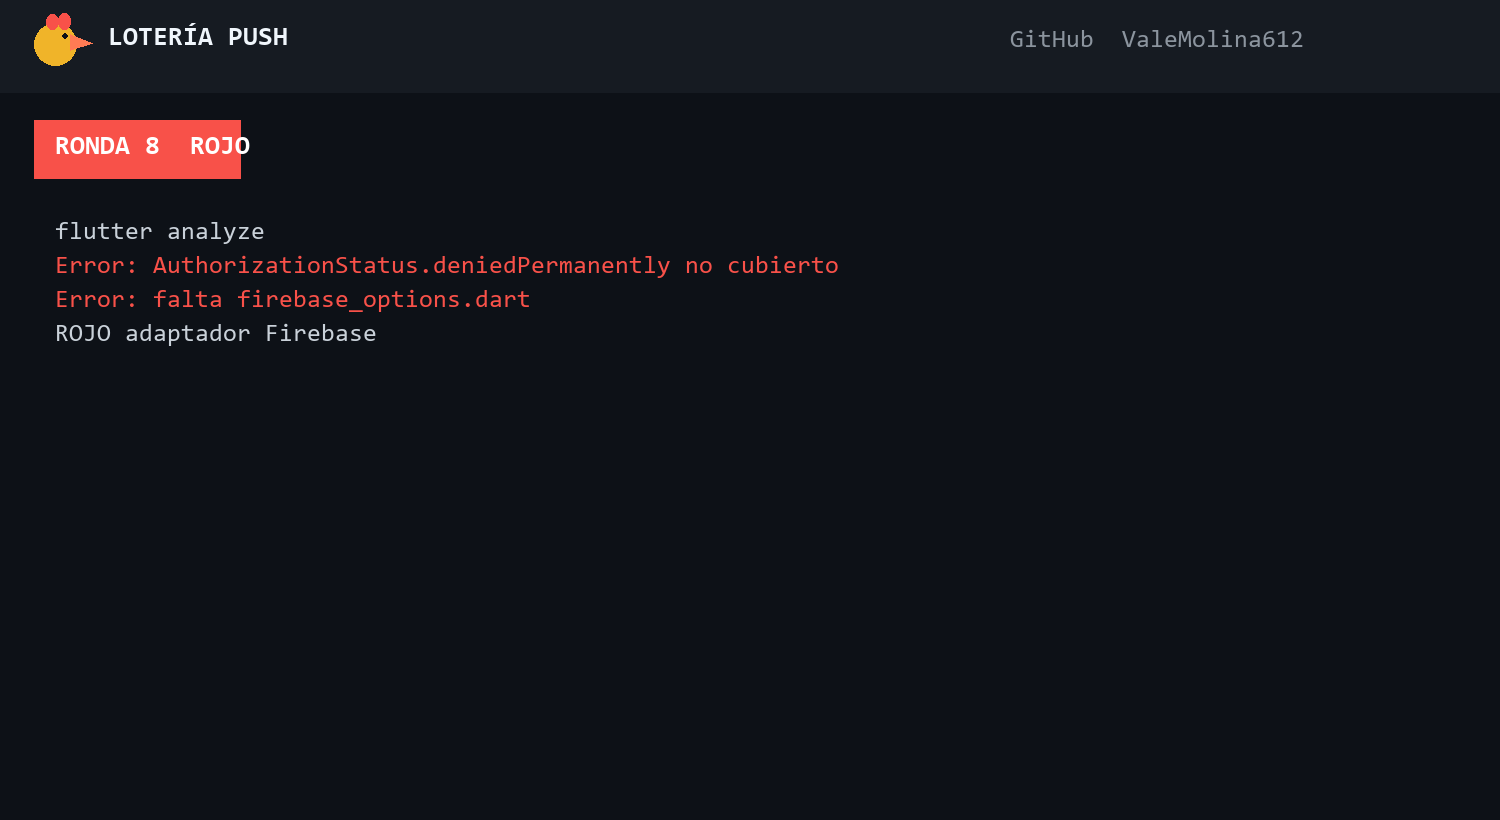 LOTERÍA PUSH
GitHub ValeMolina612
RONDA 8 ROJO
flutter analyze
Error: AuthorizationStatus.deniedPermanently no cubierto
Error: falta firebase_options.dart
ROJO adaptador Firebase